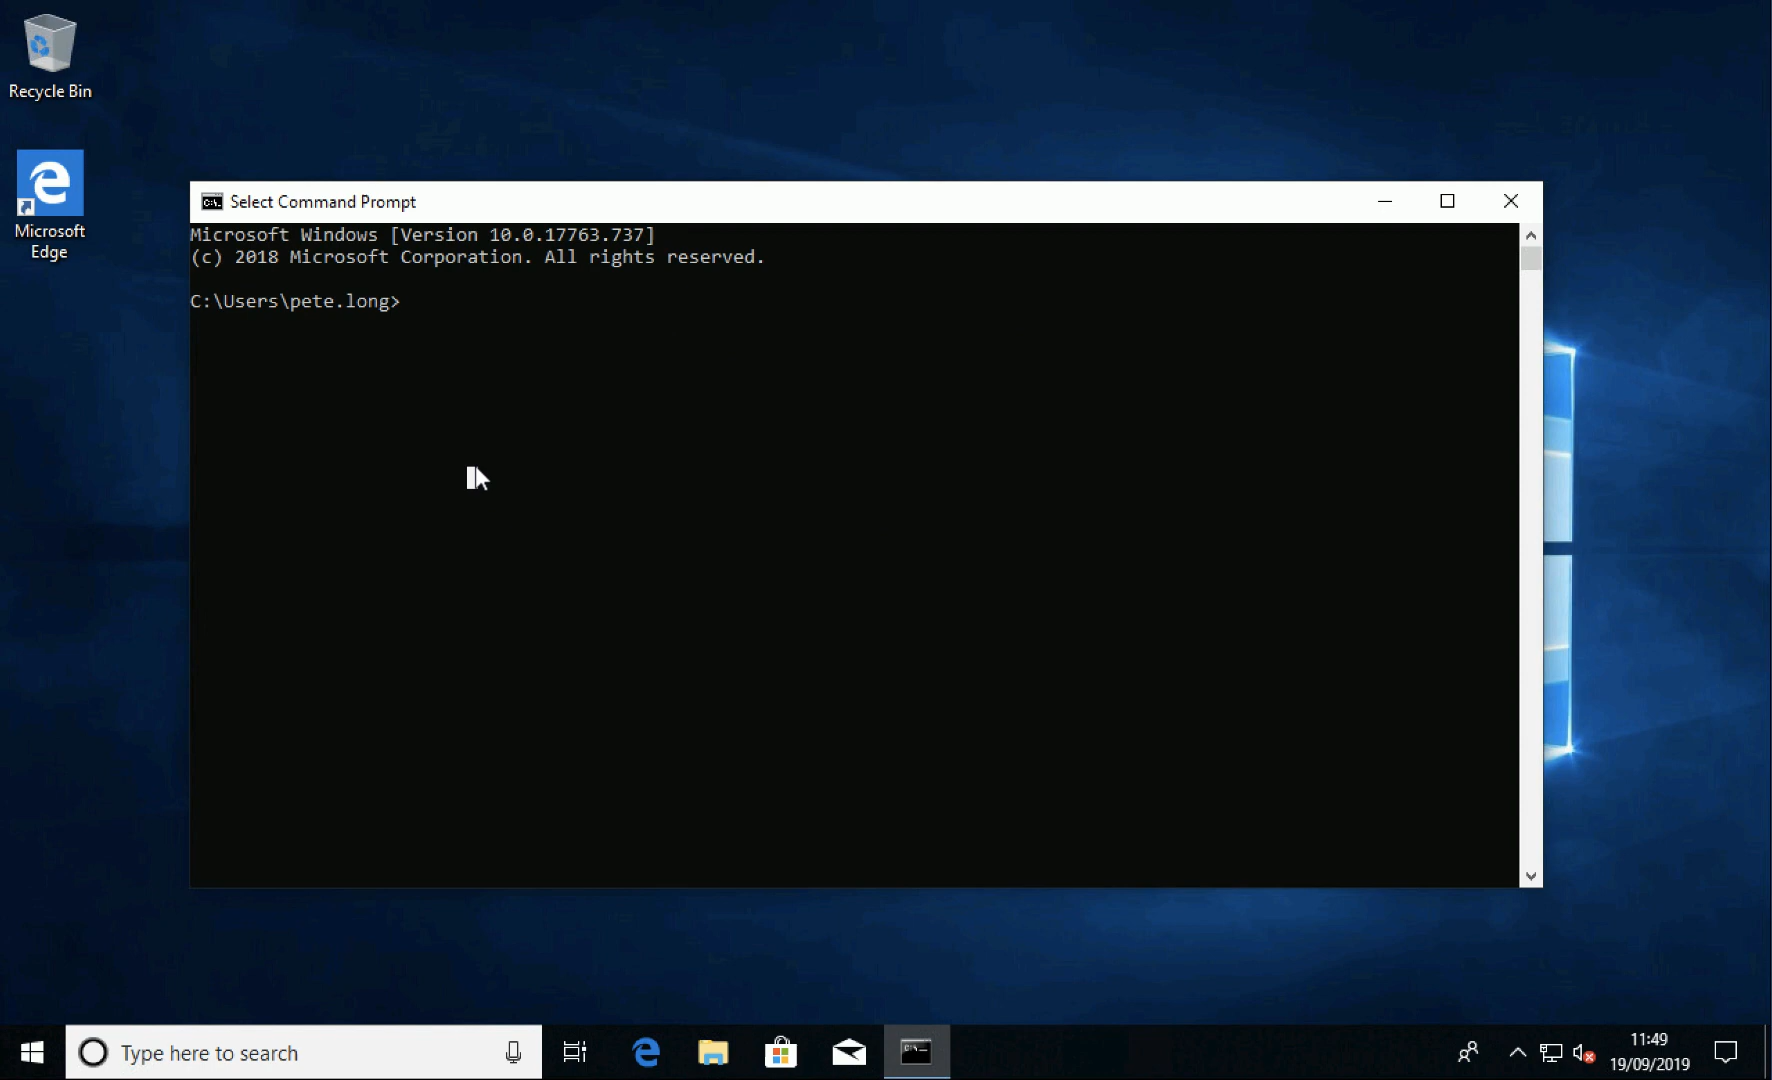 Recycle Bin
Microsoft
Edge
Select Command Prompt
Microsoft Windows [Version 10.0.17763.737]
(c) 2018 Microsoft Corporation. All rights reserved.
C:\Users\pete.long>
Type here to search
11:49
19/09/2019